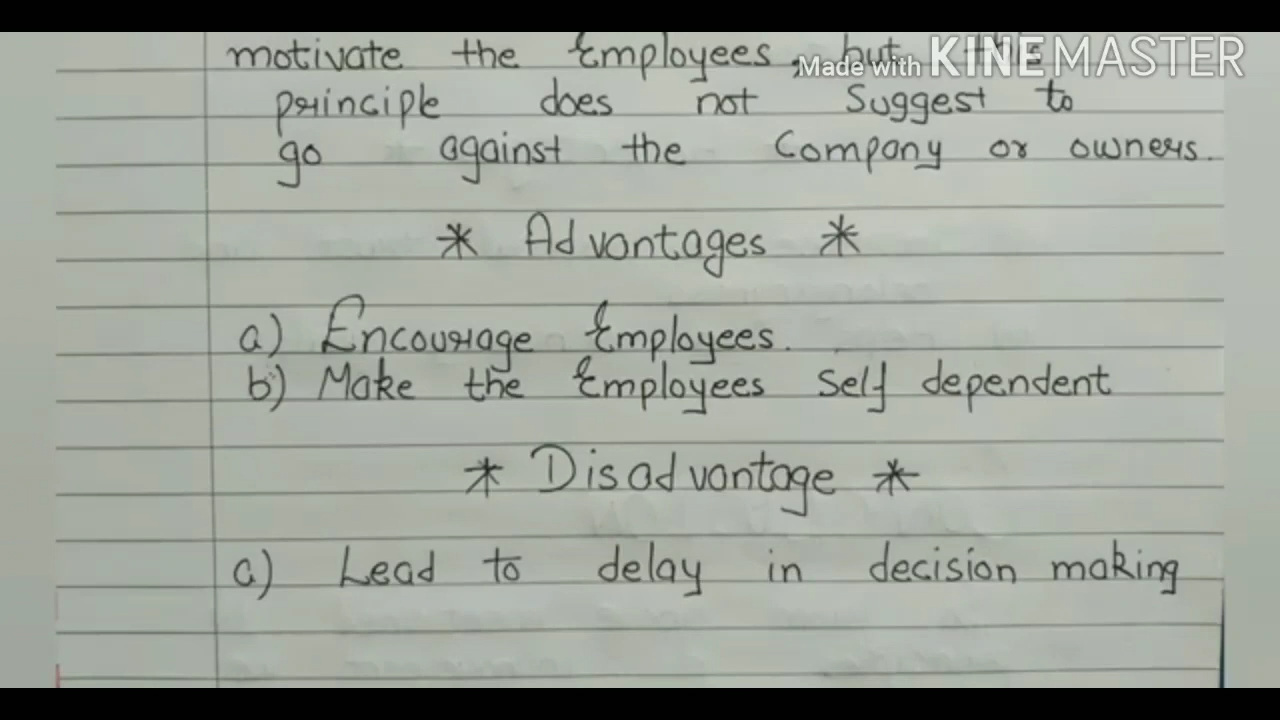 motivate the Employees, but this
Made with KINEMASTER
principle does not Suggest to
go against the Company or owners.
* Advantages *
a) Encourage Employees.
b) Make the Employees Self dependent
* Disadvantage *
a) Lead to delay in decision making